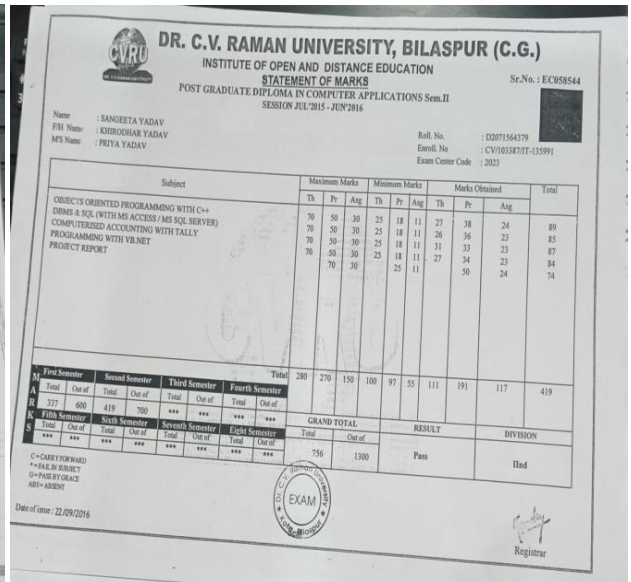 CVRU
DR. C.V. RAMAN UNIVERSITY, BILASPUR (C.G.)
INSTITUTE OF OPEN AND DISTANCE EDUCATION
STATEMENT OF MARKS
Sr.No. : EC058544
POST GRADUATE DIPLOMA IN COMPUTER APPLICATIONS Sem.II
SESSION JUL'2015 - JUN'2016
Name : SANGEETA YADAV
F/H Name : KHIRODHAR YADAV
M'S Name : PRIYA YADAV
Roll. No. : D2071564379
Enroll. No : CV/103387/IT-135991
Exam Center Code : 2023
Subject Maximum Marks Minimum Marks Marks Obtained Total
Th Pr Asg Th Pr Asg Th Pr Asg
OBJECTS ORIENTED PROGRAMMING WITH C++ 70 50 30 25 18 11 27 38 24 89
DBMS & SQL (WITH MS ACCESS / MS SQL SERVER) 70 50 30 25 18 11 26 36 23 85
COMPUTERISED ACCOUNTING WITH TALLY 70 50 30 25 18 11 31 33 23 87
PROGRAMMING WITH VB.NET 70 50 30 25 18 11 27 34 23 84
PROJECT REPORT 70 30 25 11 50 24 74
Total 280 270 150 100 97 55 111 191 117 419
MARKS
First Semester Second Semester Third Semester Fourth Semester
Total Out of Total Out of Total Out of Total Out of
337 600 419 700 *** *** *** ***
Fifth Semester Sixth Semester Seventh Semester Eight Semester
Total Out of Total Out of Total Out of Total Out of
*** *** *** *** *** *** *** ***
GRAND TOTAL RESULT DIVISION
Total Out of
756 1300 Pass IInd
C=CARRY FORWARD
*=FAIL IN SUBJECT
G=PASS BY GRACE
ABS=ABSENT
Dr. C.V. Raman University
EXAM
Kota, Bilaspur
Date of issue : 22/09/2016
Registrar